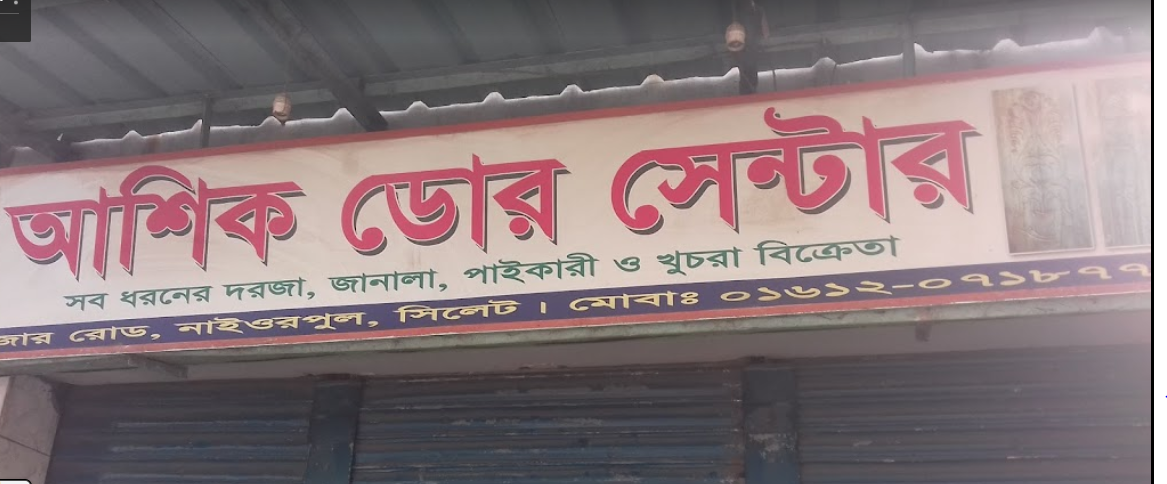 আশিক ডোর সেন্টার
সব ধরনের দরজা, জানালা, পাইকারী ও খুচরা বিক্রেতা
জার রোড, নাইওরপুল, সিলেট । মোবাঃ ০১৬১২-০৭১৮৭৭